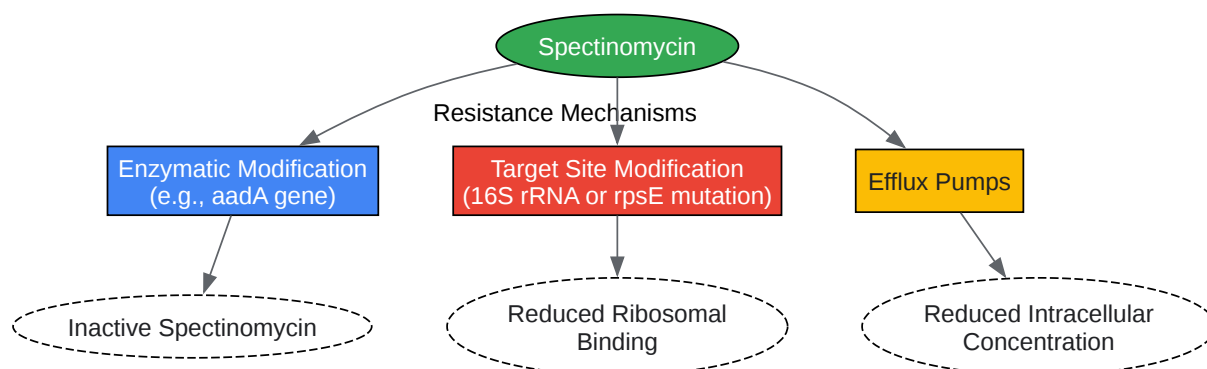 Spectinomycin
Resistance Mechanisms
Enzymatic Modification
(e.g., aadA gene)
Target Site Modification
(16S rRNA or rpsE mutation)
Efflux Pumps
Inactive Spectinomycin
Reduced Ribosomal
Binding
Reduced Intracellular
Concentration